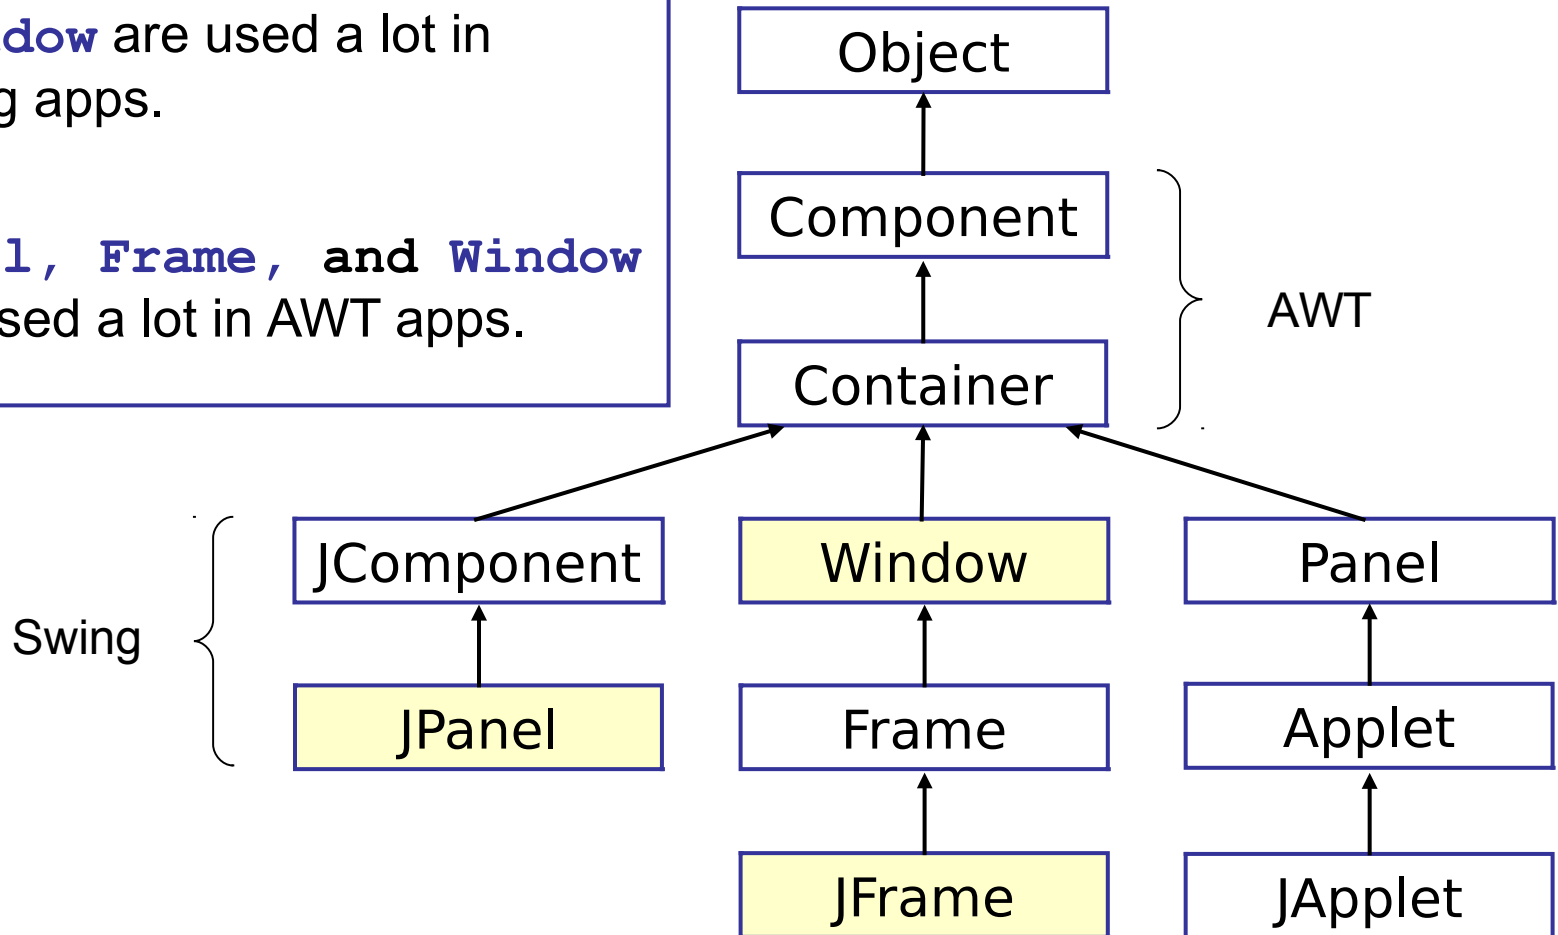 dow are used a lot in
g apps.
l, Frame, and Window
sed a lot in AWT apps.
Object
Component
AWT
Container
JComponent
Window
Panel
Swing
JPanel
Frame
Applet
JFrame
JApplet